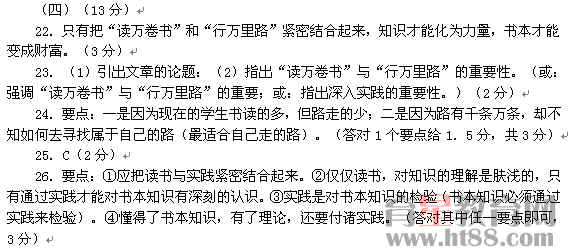 （四）（13分）
22．只有把“读万卷书”和“行万里路”紧密结合起来，知识才能化为力量，书本才能
变成财富。（3分）
23．（1）引出文章的论题；（2）指出“读万卷书”与“行万里路”的重要性。（或：
强调“读万卷书”与“行万里路”的重要；或：指出深入实践的重要性。）（2分）
24．要点：一是因为现在的学生书读的多，但路走的少；二是因为路有千条万条，却不
知如何去寻找属于自己的路（最适合自己走的路）。（答对1个要点给1.5分，共3分）
25．C（2分）
26．要点：①应把读书与实践紧密结合起来。②仅仅读书，对知识的理解是肤浅的，只
有通过实践才能对书本知识有深刻的认识。③实践是对书本知识的检验（书本知识必须通过
实践来检验）。④懂得了书本知识，有了理论，还要付诸实践。（答对其中任一要点即可，
3分）
育星教育网
www.ht88.com